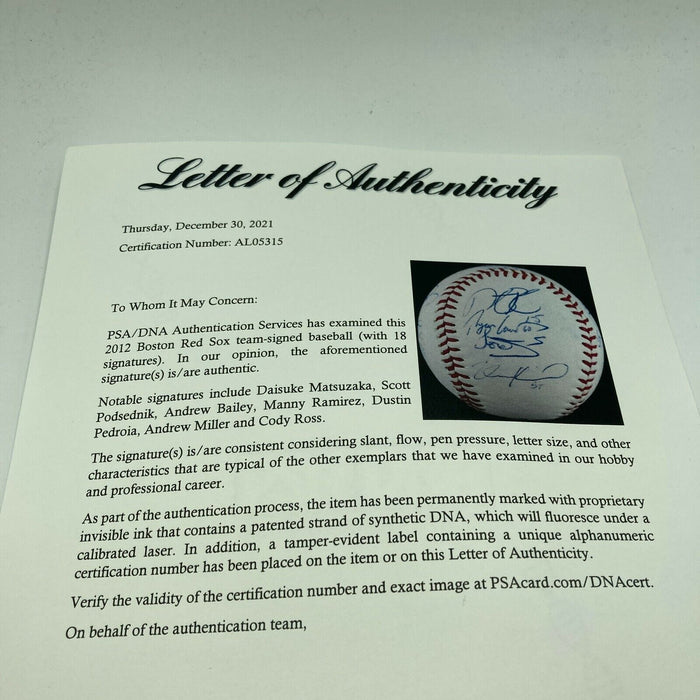 Letter of Authenticity
Thursday, December 30, 2021
Certification Number: AL05315
To Whom It May Concern:
PSA/DNA Authentication Services has examined this
2012 Boston Red Sox team-signed baseball (with 18
signatures). In our opinion, the aforementioned
signature(s) is/are authentic.
Notable signatures include Daisuke Matsuzaka, Scott
Podsednik, Andrew Bailey, Manny Ramirez, Dustin
Pedroia, Andrew Miller and Cody Ross.
The signature(s) is/are consistent considering slant, flow, pen pressure, letter size, and other
characteristics that are typical of the other exemplars that we have examined in our hobby
and professional career.
As part of the authentication process, the item has been permanently marked with proprietary
invisible ink that contains a patented strand of synthetic DNA, which will fluoresce under a
calibrated laser. In addition, a tamper-evident label containing a unique alphanumeric
certification number has been placed on the item or on this Letter of Authenticity.
Verify the validity of the certification number and exact image at PSAcard.com/DNAcert.
On behalf of the authentication team,